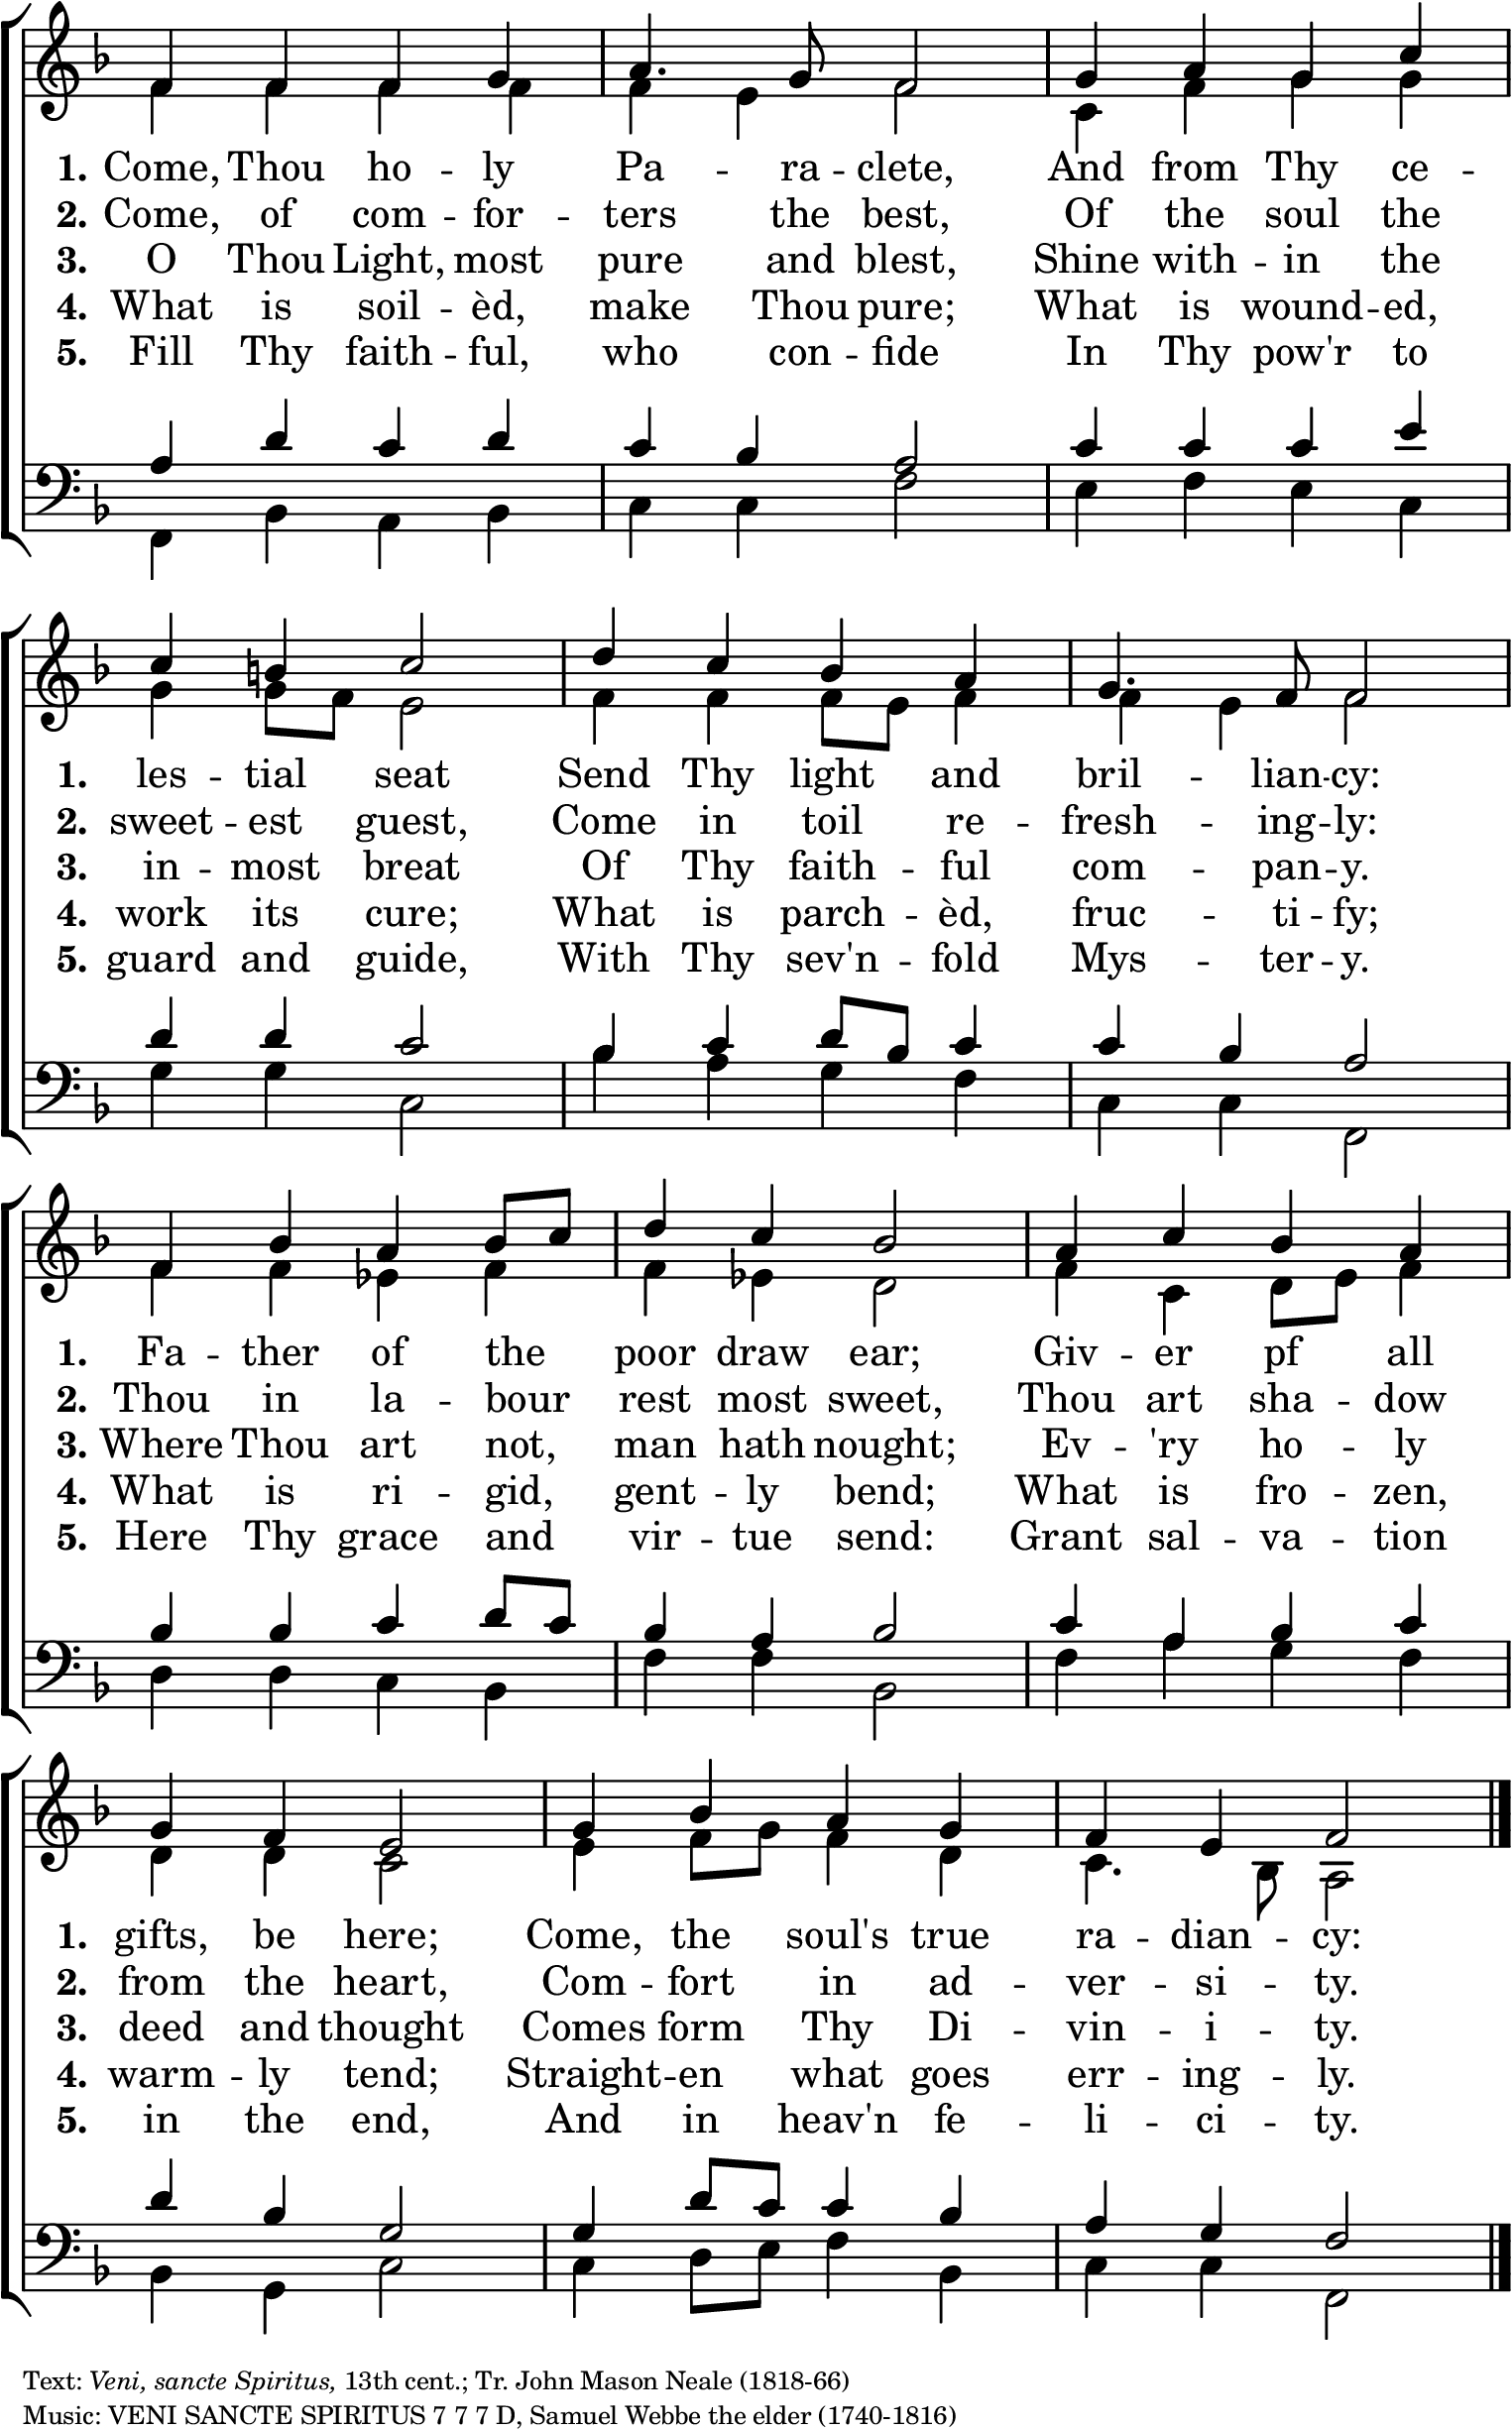 1. Come, Thou ho -- ly Pa -- ra -- clete, And from Thy ce --
2. Come, of com -- for -- ters the best, Of the soul the
3. O Thou Light, most pure and blest, Shine with -- in the
4. What is soil -- èd, make Thou pure; What is wound -- ed,
5. Fill Thy faith -- ful, who con -- fide In Thy pow'r to
1. les -- tial seat Send Thy light and bril -- lian -- cy:
2. sweet -- est guest, Come in toil re -- fresh -- ing -- ly:
3. in -- most breat Of Thy faith -- ful com -- pan -- y.
4. work its cure; What is parch -- èd, fruc -- ti -- fy;
5. guard and guide, With Thy sev'n -- fold Mys -- ter -- y.
1. Fa -- ther of the poor draw ear; Giv -- er pf all
2. Thou in la -- bour rest most sweet, Thou art sha -- dow
3. Where Thou art not, man hath nought; Ev -- 'ry ho -- ly
4. What is ri -- gid, gent -- ly bend; What is fro -- zen,
5. Here Thy grace and vir -- tue send: Grant sal -- va -- tion
1. gifts, be here; Come, the soul's true ra -- dian -- cy:
2. from the heart, Com -- fort in ad -- ver -- si -- ty.
3. deed and thought Comes form Thy Di -- vin -- i -- ty.
4. warm -- ly tend; Straight -- en what goes err -- ing -- ly.
5. in the end, And in heav'n fe -- li -- ci -- ty.
Text: Veni, sancte Spiritus, 13th cent.; Tr. John Mason Neale (1818-66)
Music: VENI SANCTE SPIRITUS 7 7 7 D, Samuel Webbe the elder (1740-1816)